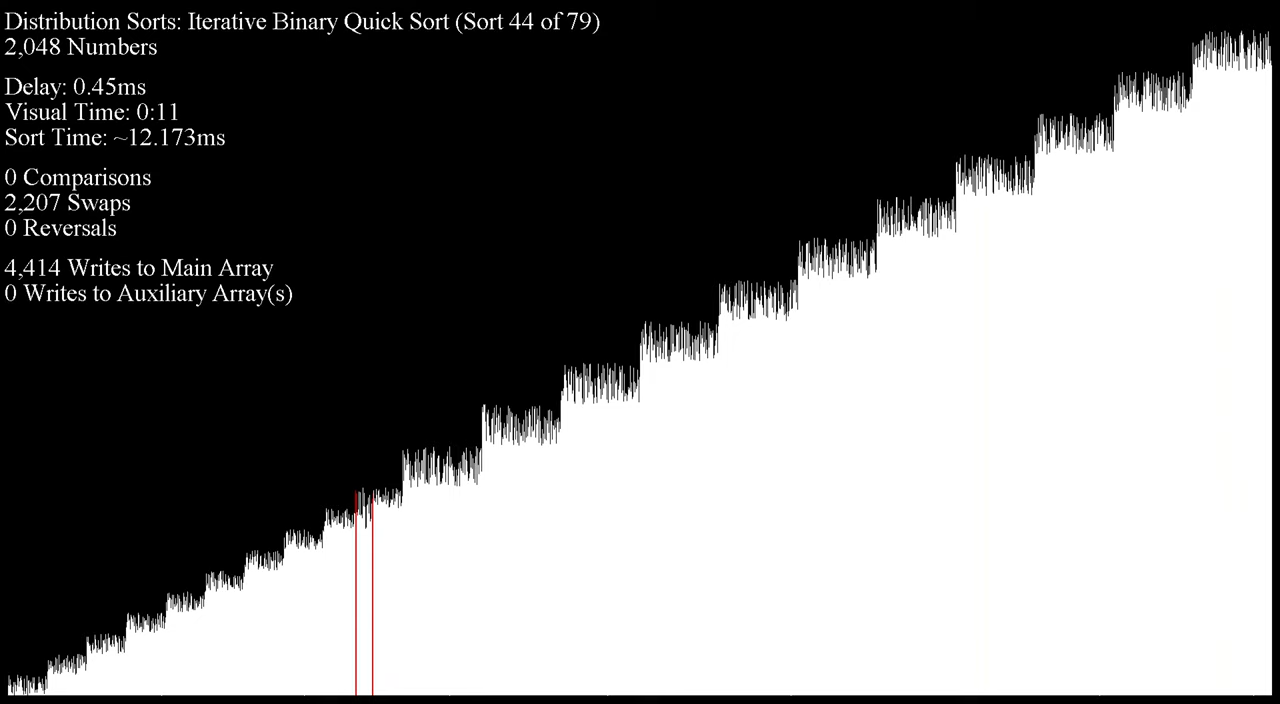 Distribution Sorts: Iterative Binary Quick Sort (Sort 44 of 79)
2,048 Numbers
Delay: 0.45ms
Visual Time: 0:11
Sort Time: ~12.173ms
0 Comparisons
2,207 Swaps
0 Reversals
4,414 Writes to Main Array
0 Writes to Auxiliary Array(s)